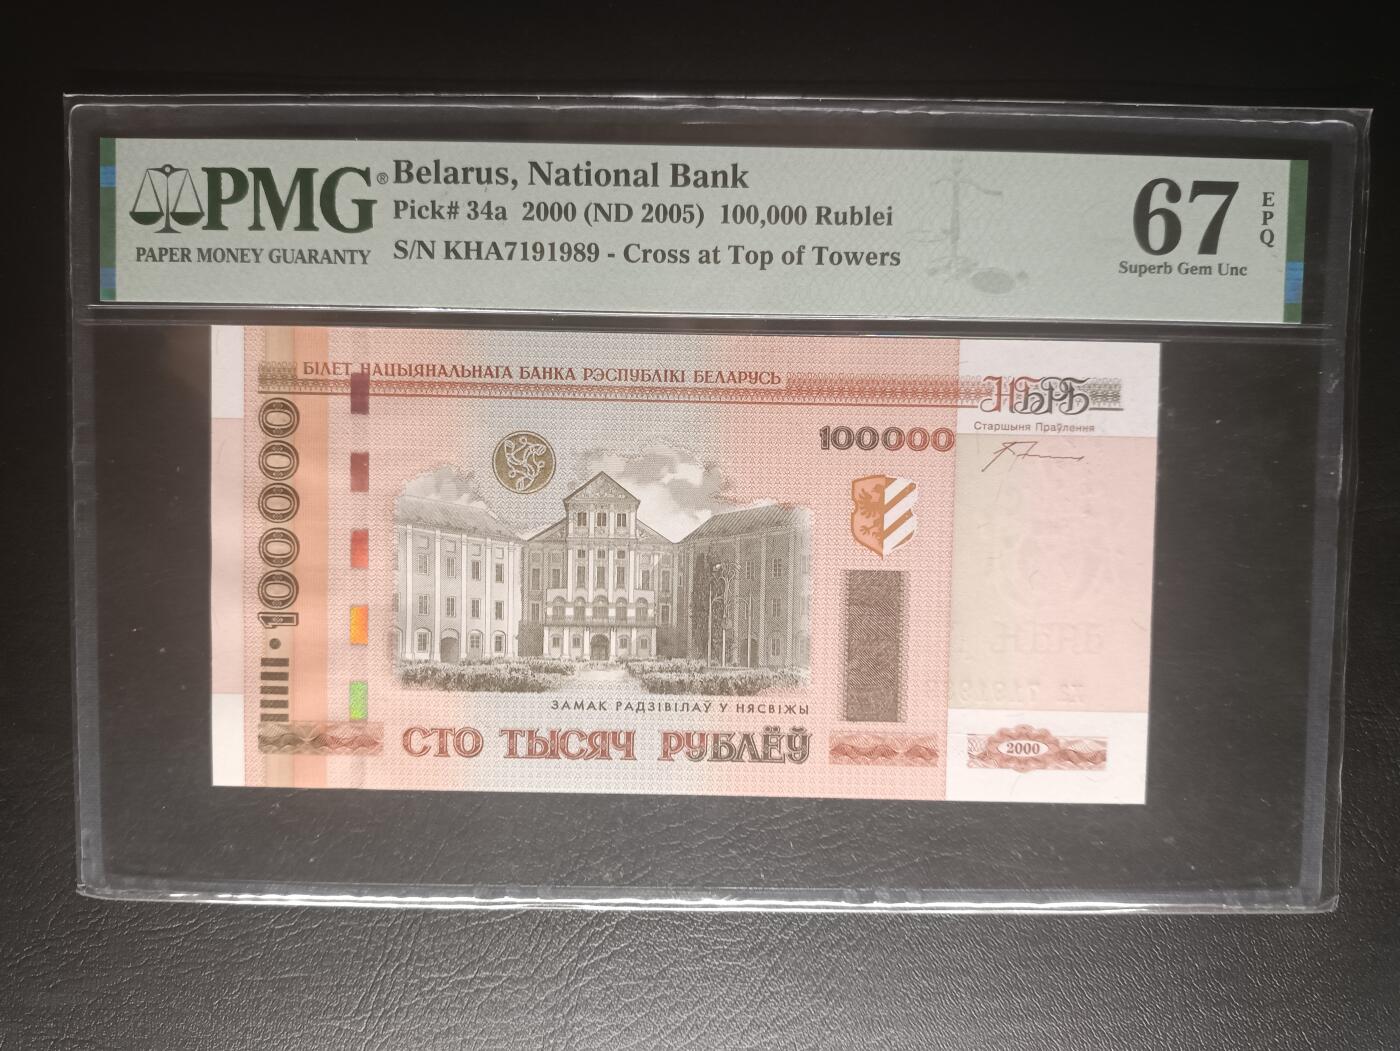 PMG®
PAPER MONEY GUARANTY
Belarus, National Bank
Pick# 34a 2000 (ND 2005) 100,000 Rublei
S/N KHA7191989 - Cross at Top of Towers
67
EPQ
Superb Gem Unc
БІЛЕТ НАЦЫЯНАЛЬНАГА БАНКА РЭСПУБЛІКІ БЕЛАРУСЬ
НБРБ
Старшыня Праўлення
100000
100000
ЗАМАК РАДЗІВІЛАЎ У НЯСВІЖЫ
СТО ТЫСЯЧ РУБЛЁЎ
2000